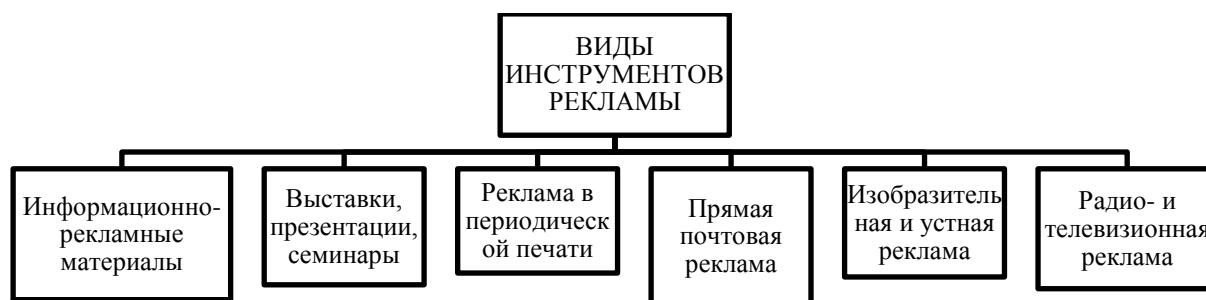 ВИДЫ
ИНСТРУМЕНТОВ
РЕКЛАМЫ
Информационно-
рекламные
материалы
Выставки,
презентации,
семинары
Реклама в
периодическ
ой печати
Прямая
почтовая
реклама
Изобразитель
ная и устная
реклама
Радио- и
телевизионная
реклама